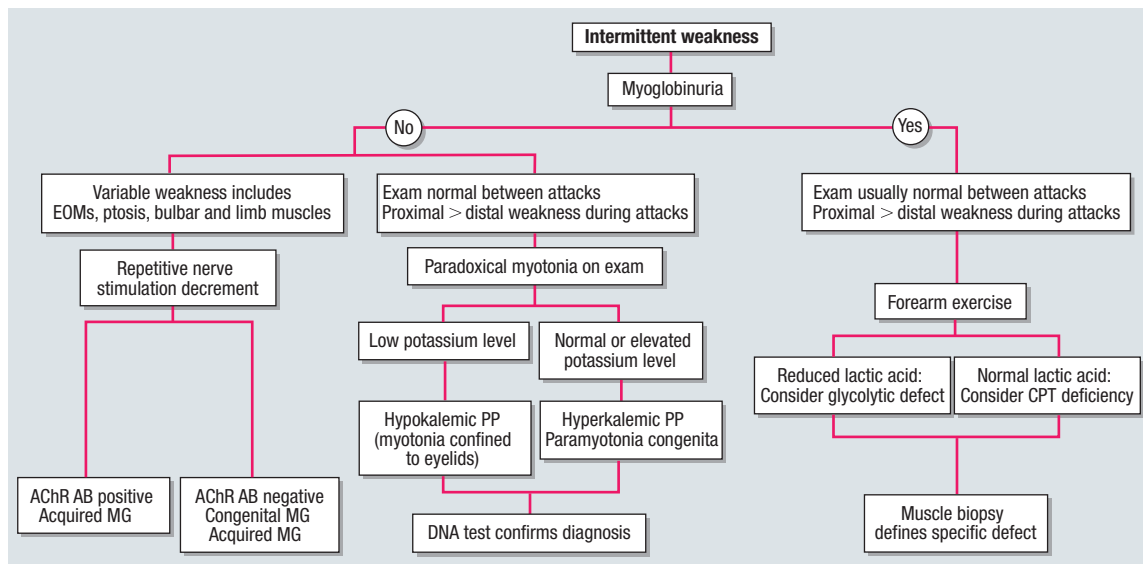 Intermittent weakness
Myoglobinuria
No
Yes
Variable weakness includes
EOMs, ptosis, bulbar and limb muscles
Exam normal between attacks
Proximal > distal weakness during attacks
Exam usually normal between attacks
Proximal > distal weakness during attacks
Repetitive nerve
stimulation decrement
Paradoxical myotonia on exam
Forearm exercise
Low potassium level
Normal or elevated
potassium level
Reduced lactic acid:
Consider glycolytic defect
Normal lactic acid:
Consider CPT deficiency
Hypokalemic PP
(myotonia confined
to eyelids)
Hyperkalemic PP
Paramyotonia congenita
AChR AB positive
Acquired MG
AChR AB negative
Congenital MG
Acquired MG
DNA test confirms diagnosis
Muscle biopsy
defines specific defect